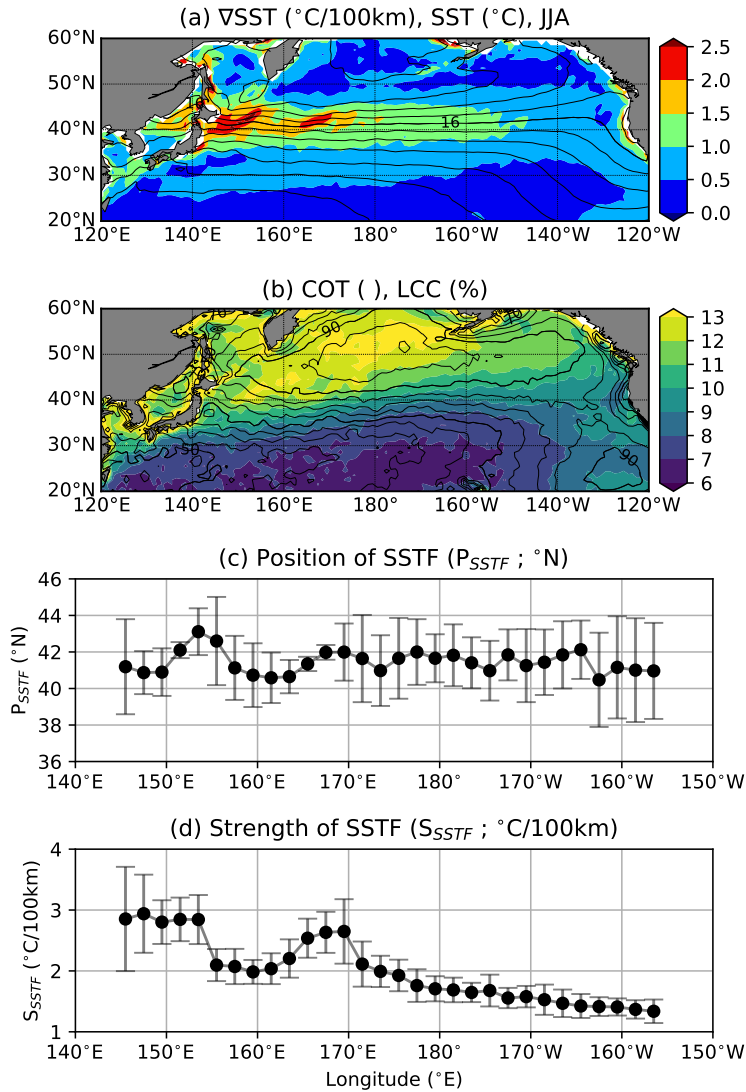 (a) ∇SST (˚C/100km), SST (˚C), JJA
60°N
50°N
40°N
30°N
20°N
16
120°E
140°E
160°E
180°
160°W
140°W
120°W
2.5
2.0
1.5
1.0
0.5
0.0
(b) COT ( ), LCC (%)
60°N
50°N
40°N
30°N
20°N
70
90
70
50
90
120°E
140°E
160°E
180°
160°W
140°W
120°W
13
12
11
10
9
8
7
6
(c) Position of SSTF (P_SSTF ; ˚N)
P_SSTF (˚N)
46
44
42
40
38
36
140°E
150°E
160°E
170°E
180°
170°W
160°W
150°W
(d) Strength of SSTF (S_SSTF ; ˚C/100km)
S_SSTF (˚C/100km)
4
3
2
1
140°E
150°E
160°E
170°E
180°
170°W
160°W
150°W
Longitude (˚E)